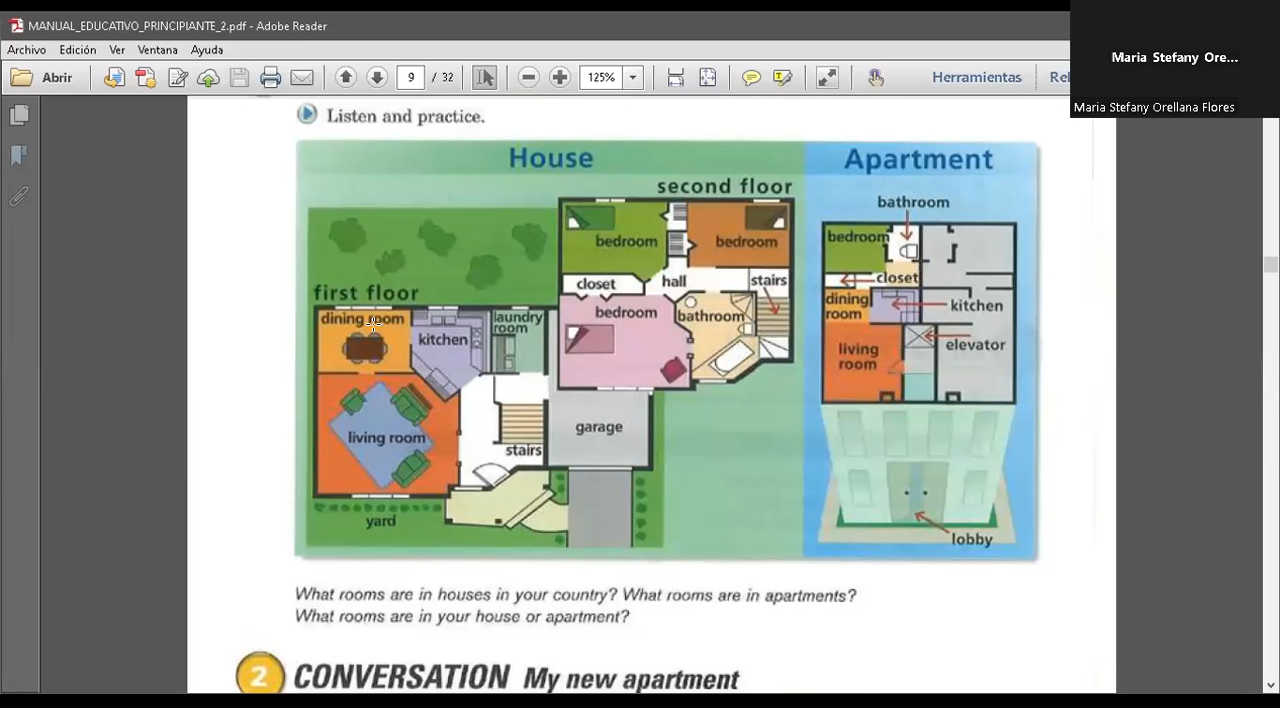 MANUAL_EDUCATIVO_PRINCIPIANTE_2.pdf - Adobe Reader
Archivo Edición Ver Ventana Ayuda
Abrir
9 / 32
125%
Herramientas
Rel
Maria Stefany Ore...
Maria Stefany Orellana Flores
Listen and practice.
House
second floor
bedroom
bedroom
closet
hall
stairs
bedroom
bathroom
first floor
dining room
kitchen
laundry
room
living room
stairs
garage
yard
Apartment
bathroom
bedroom
closet
dining
room
kitchen
elevator
living
room
lobby
What rooms are in houses in your country? What rooms are in apartments?
What rooms are in your house or apartment?
2 CONVERSATION My new apartment